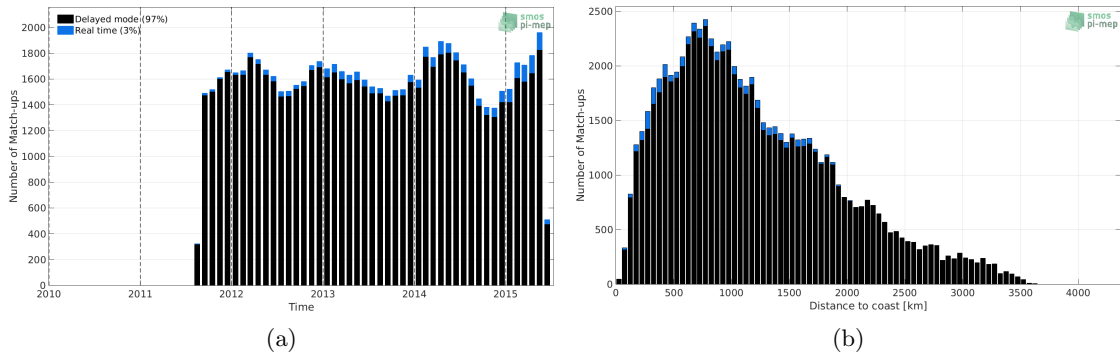 Delayed mode (97%)
Real time (3%)
smos
pi-mep
Number of Match-ups
2000
1800
1600
1400
1200
1000
800
600
400
200
0
2010
2011
2012
2013
2014
2015
Time
(a)
smos
pi-mep
Number of Match-ups
2500
2000
1500
1000
500
0
0
500
1000
1500
2000
2500
3000
3500
4000
Distance to coast [km]
(b)